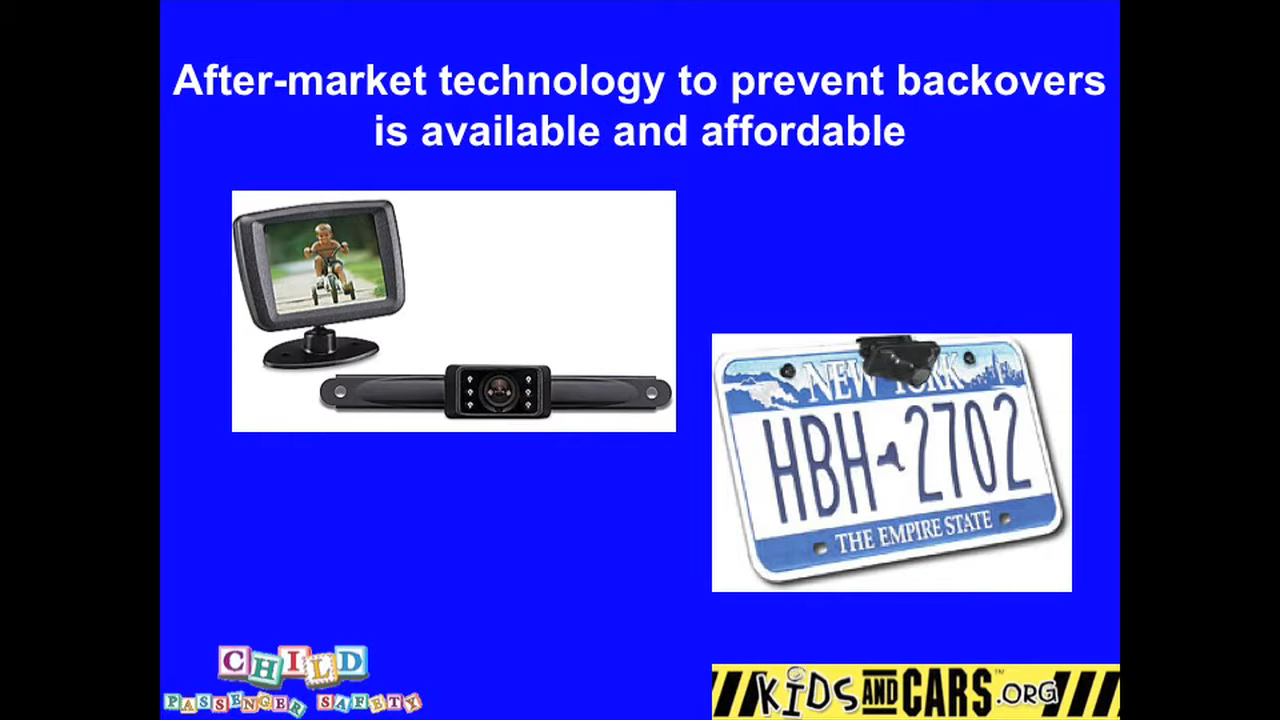 After-market technology to prevent backovers
is available and affordable
NEW YORK
HBH 2702
THE EMPIRE STATE
CHILD
PASSENGER SAFETY
KiDS AND CARS.ORG™